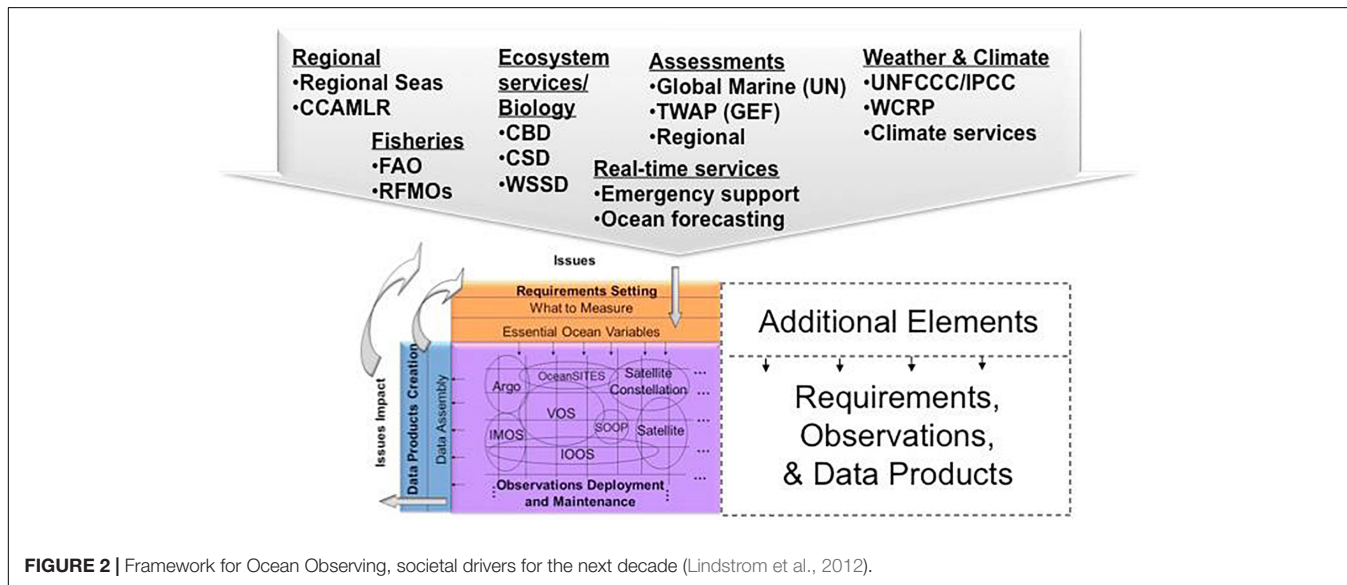 Regional
•Regional Seas
•CCAMLR
Fisheries
•FAO
•RFMOs
Ecosystem
services/
Biology
•CBD
•CSD
•WSSD
Assessments
•Global Marine (UN)
•TWAP (GEF)
•Regional
Real-time services
•Emergency support
•Ocean forecasting
Weather & Climate
•UNFCCC/IPCC
•WCRP
•Climate services
Issues
Requirements Setting
What to Measure
Essential Ocean Variables
Issues Impact
Data Products Creation
Data Assembly
Argo
OceanSITES
Satellite
Constellation
...
...
VOS
IMOS
SOOP
Satellite
...
IOOS
...
Observations Deployment
and Maintenance
...
Additional Elements
Requirements,
Observations,
& Data Products
FIGURE 2 | Framework for Ocean Observing, societal drivers for the next decade (Lindstrom et al., 2012).